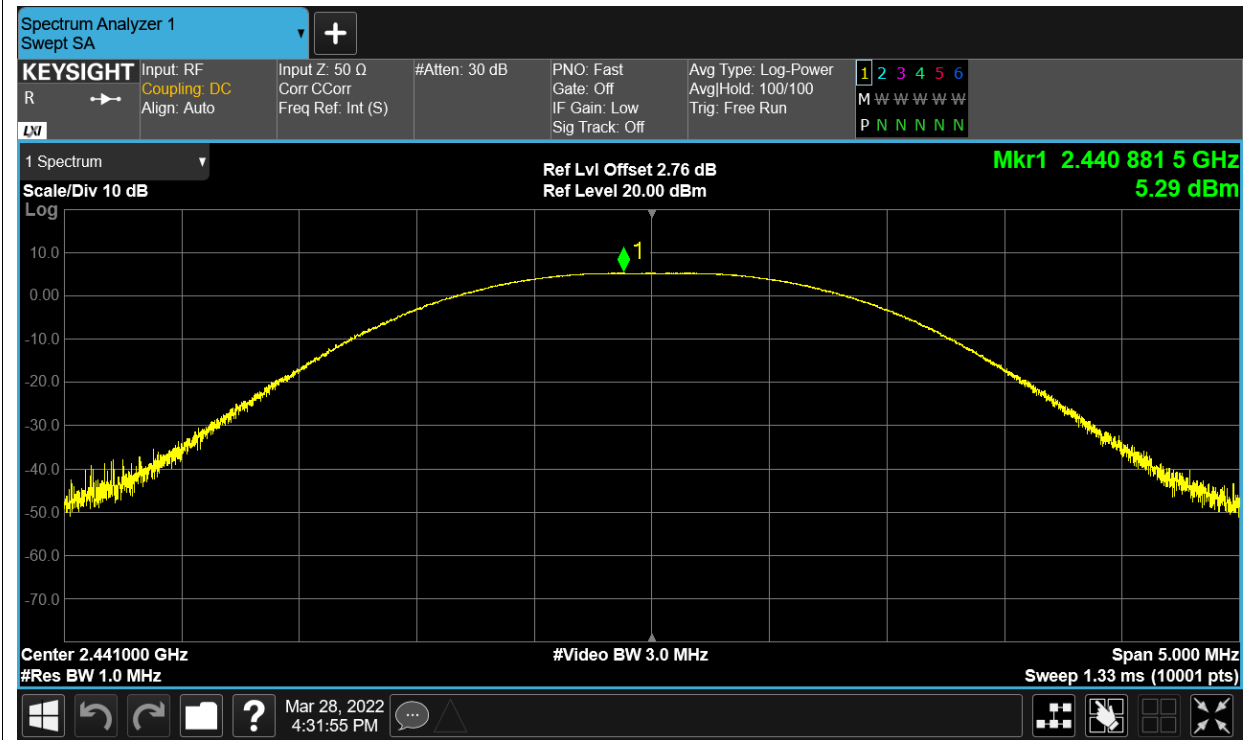 Spectrum Analyzer 1
Swept SA
KEYSIGHT
R
LXI
Input: RF
Coupling: DC
Align: Auto
Input Z: 50 Ω
Corr CCorr
Freq Ref: Int (S)
#Atten: 30 dB
PNO: Fast
Gate: Off
IF Gain: Low
Sig Track: Off
Avg Type: Log-Power
Avg|Hold: 100/100
Trig: Free Run
1 2 3 4 5 6
M W W W W W
P N N N N N
1 Spectrum
Scale/Div 10 dB
Log
Ref Lvl Offset 2.76 dB
Ref Level 20.00 dBm
Mkr1 2.440 881 5 GHz
5.29 dBm
1
10.0
0.00
-10.0
-20.0
-30.0
-40.0
-50.0
-60.0
-70.0
Center 2.441000 GHz
#Res BW 1.0 MHz
#Video BW 3.0 MHz
Span 5.000 MHz
Sweep 1.33 ms (10001 pts)
?
Mar 28, 2022
4:31:55 PM